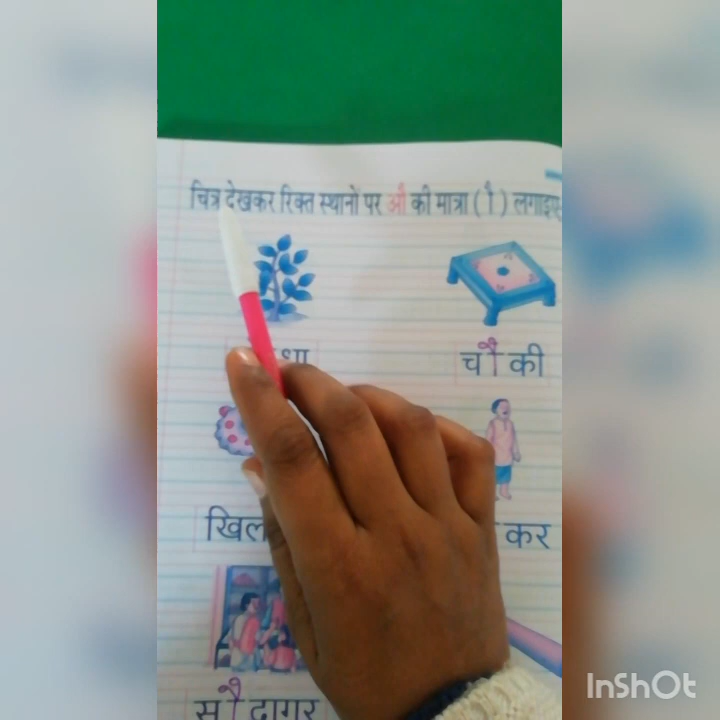 चित्र देखकर रिक्त स्थानों पर औ की मात्रा ( ौ ) लगाइए
धा
चौकी
खिल
कर
सौदागर
InShOt